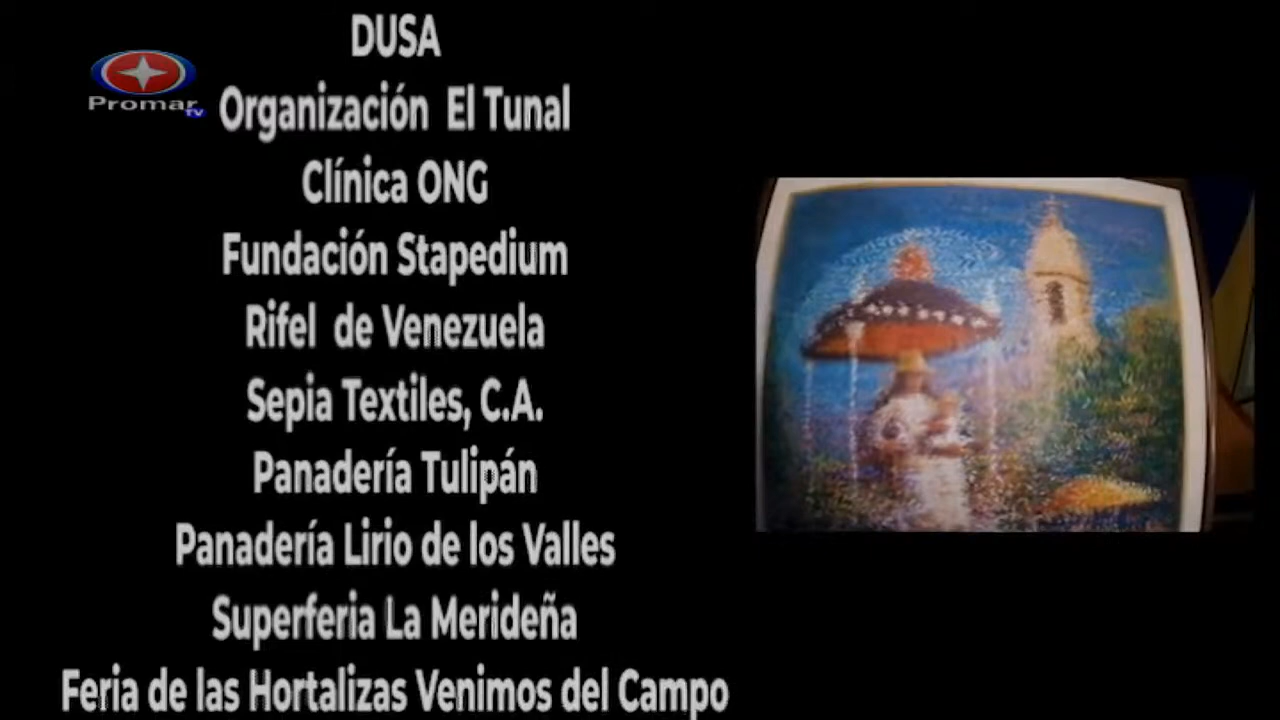 DUSA
Promar
TV
Organización El Tunal
Clínica ONG
Fundación Stapedium
Rifel de Venezuela
Sepia Textiles, C.A.
Panadería Tulipán
Panadería Lirio de los Valles
Superferia La Merideña
Feria de las Hortalizas Venimos del Campo